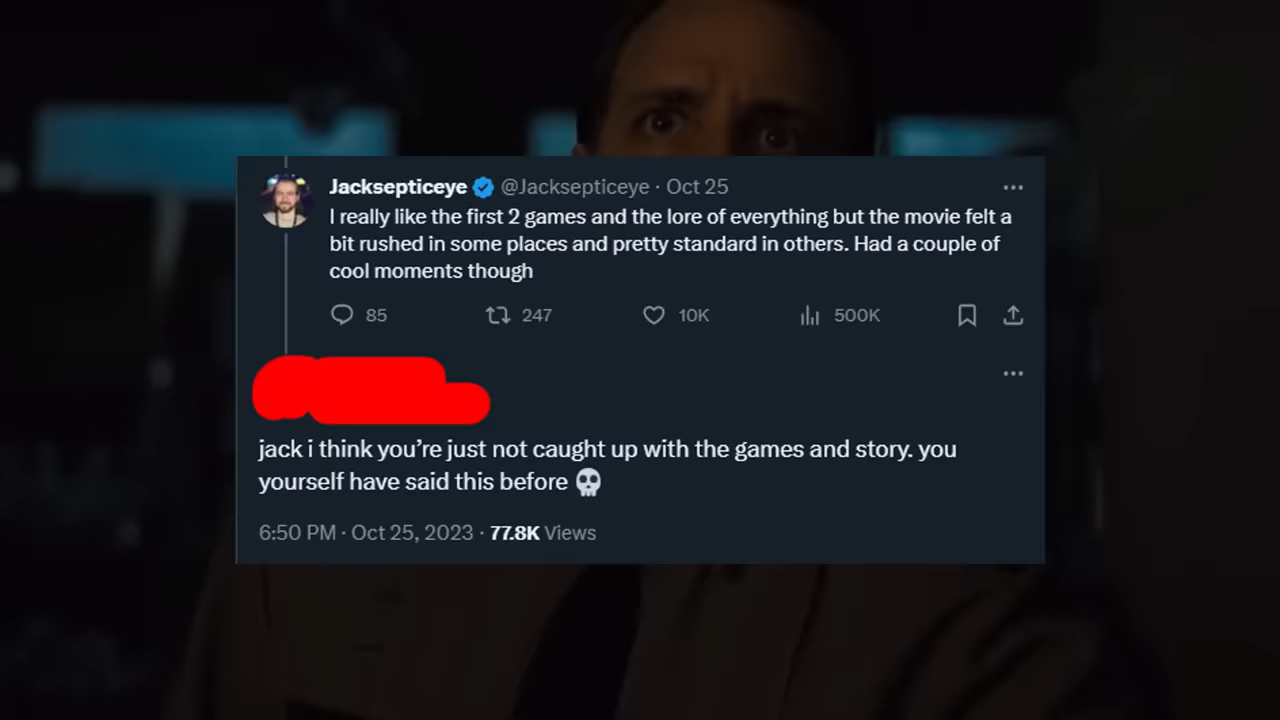 Jacksepticeye @Jacksepticeye · Oct 25
I really like the first 2 games and the lore of everything but the movie felt a
bit rushed in some places and pretty standard in others. Had a couple of
cool moments though
85 247 10K 500K
jack i think you’re just not caught up with the games and story. you
yourself have said this before 💀
6:50 PM · Oct 25, 2023 · 77.8K Views